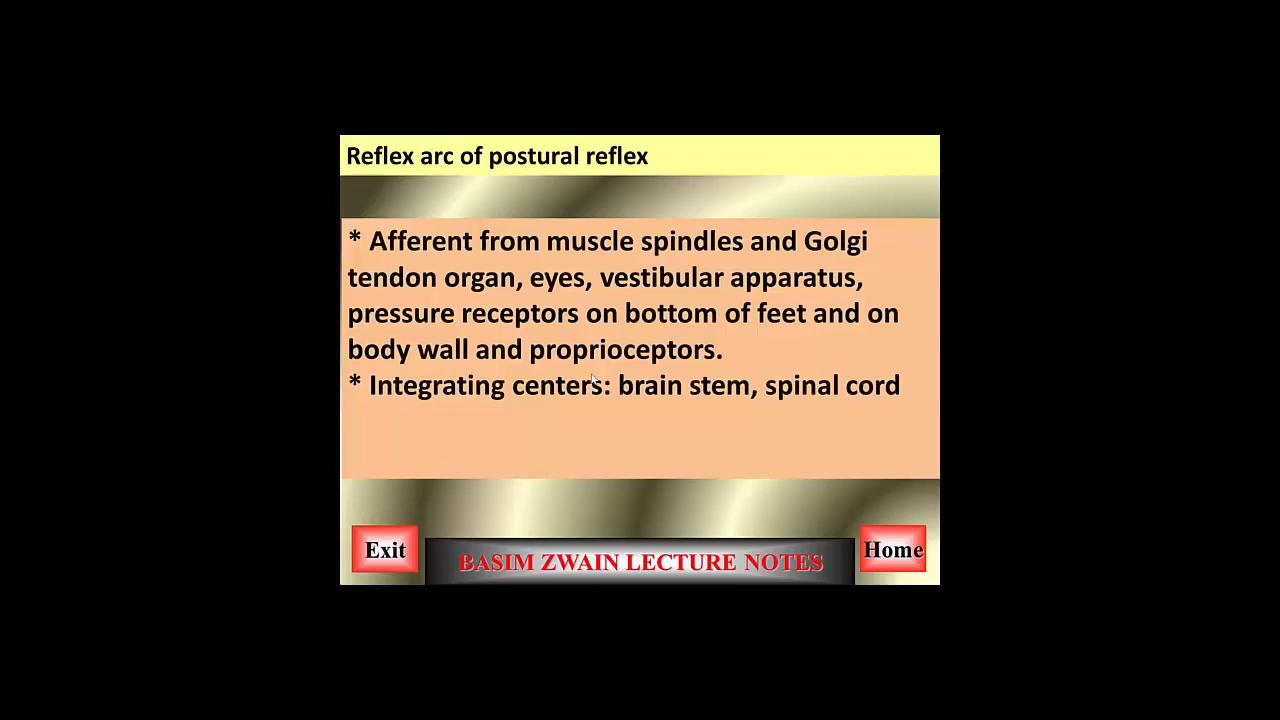 Reflex arc of postural reflex
* Afferent from muscle spindles and Golgi
tendon organ, eyes, vestibular apparatus,
pressure receptors on bottom of feet and on
body wall and proprioceptors.
* Integrating centers: brain stem, spinal cord
Exit
BASIM ZWAIN LECTURE NOTES
Home